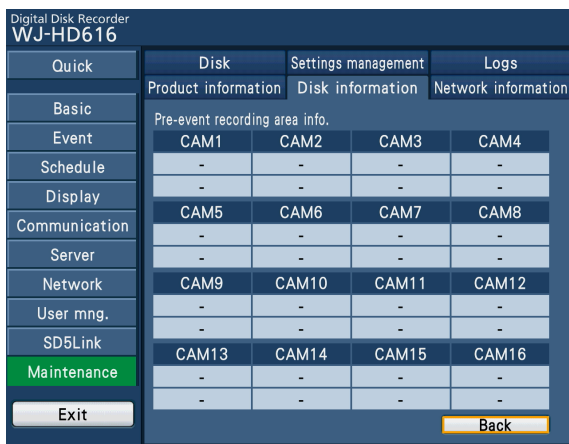 Digital Disk Recorder
WJ-HD616
Quick
Basic
Event
Schedule
Display
Communication
Server
Network
User mng.
SD5Link
Maintenance
Exit
Disk Settings management Logs
Product information Disk information Network information
Pre-event recording area info.
CAM1 CAM2 CAM3 CAM4
- - - -
- - - -
CAM5 CAM6 CAM7 CAM8
- - - -
- - - -
CAM9 CAM10 CAM11 CAM12
- - - -
- - - -
CAM13 CAM14 CAM15 CAM16
- - - -
- - - -
Back